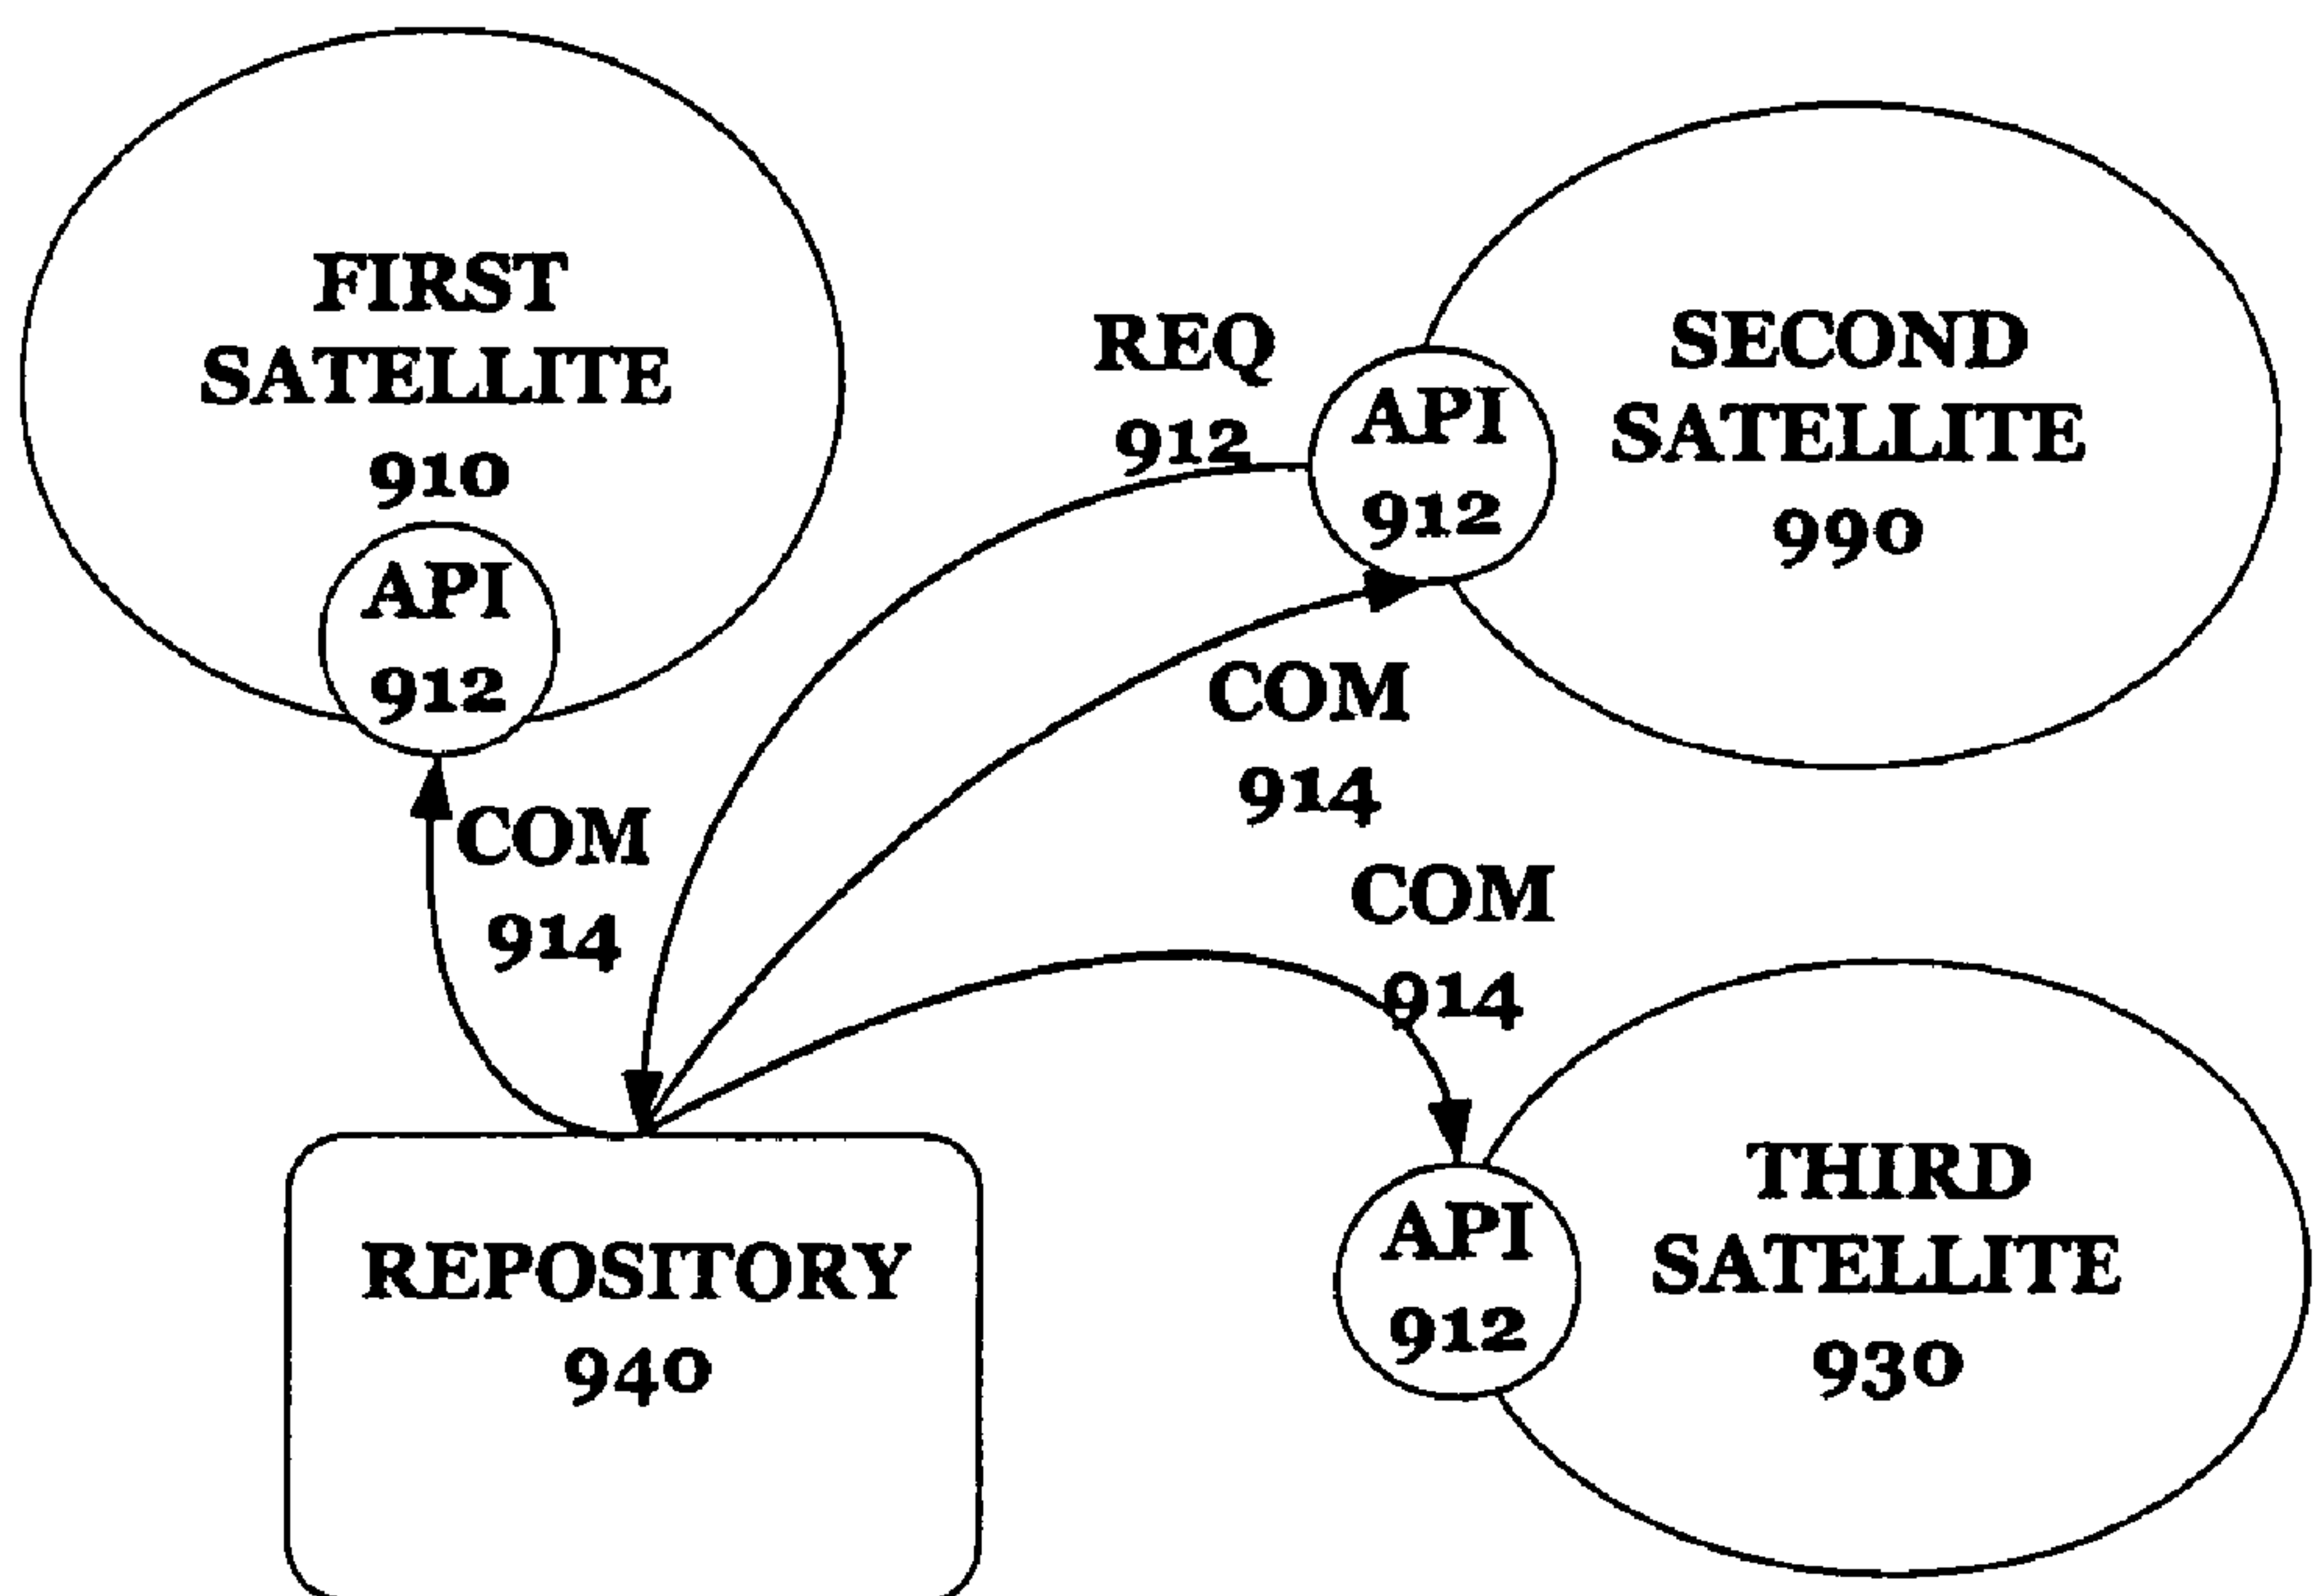 FIRST
SATELLITE
910
API
912
COM
914
REQ
912
API
912
SECOND
SATELLITE
990
COM
914
COM
914
API
912
THIRD
SATELLITE
930
REPOSITORY
940